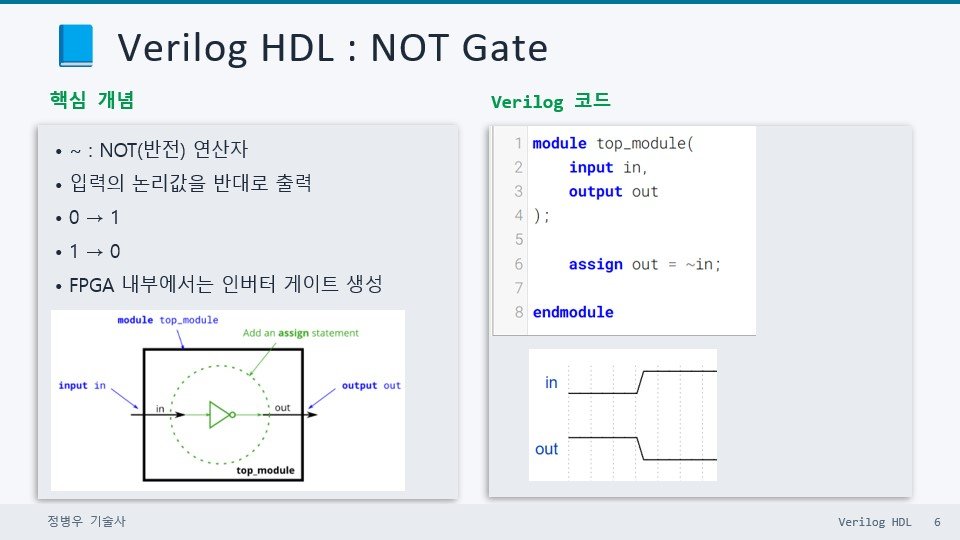 Verilog HDL : NOT Gate
핵심 개념
• ~ : NOT(반전) 연산자
• 입력의 논리값을 반대로 출력
• 0 → 1
• 1 → 0
• FPGA 내부에서는 인버터 게이트 생성
module top_module
Add an assign statement
input in
output out
in
out
top_module
Verilog 코드
1 module top_module(
2 input in,
3 output out
4 );
5
6 assign out = ~in;
7
8 endmodule
in
out
정병우 기술사
Verilog HDL 6